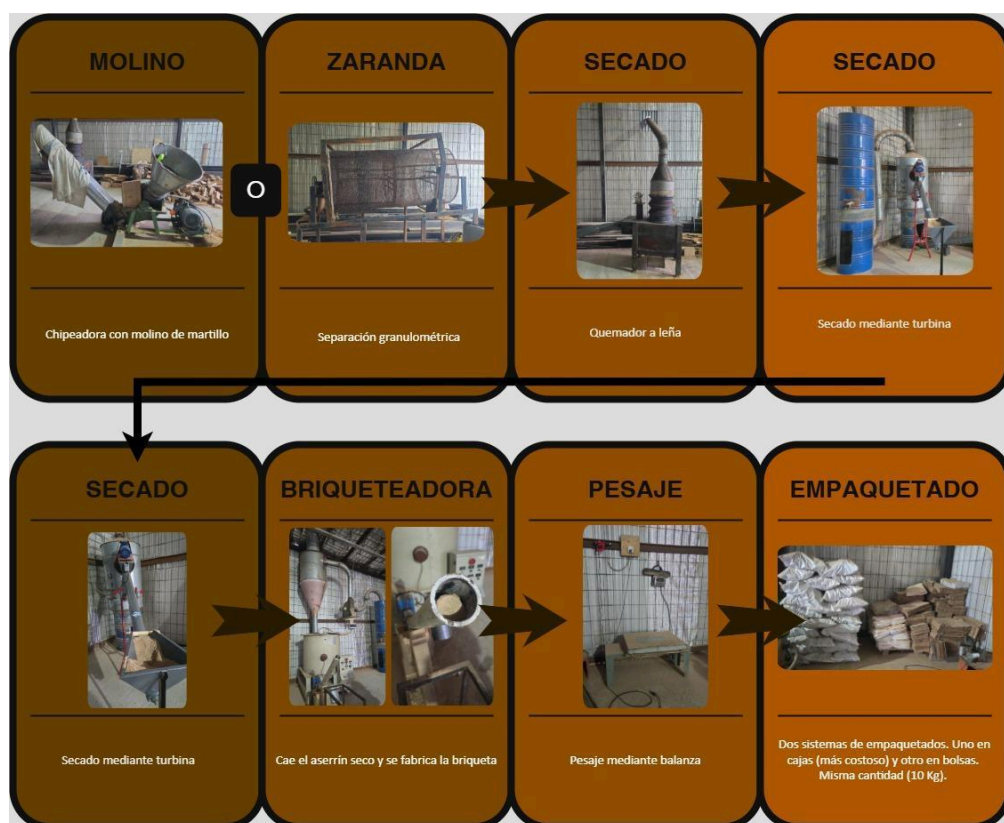 MOLINO
ZARANDA
SECADO
SECADO
O
Chipeadora con molino de martillo
Separación granulométrica
Quemador a leña
Secado mediante turbina
SECADO
BRIQUETEADORA
PESAJE
EMPAQUETADO
Secado mediante turbina
Cae el aserrín seco y se fabrica la briqueta
Pesaje mediante balanza
Dos sistemas de empaquetados. Uno en
cajas (más costoso) y otro en bolsas.
Misma cantidad (10 Kg).